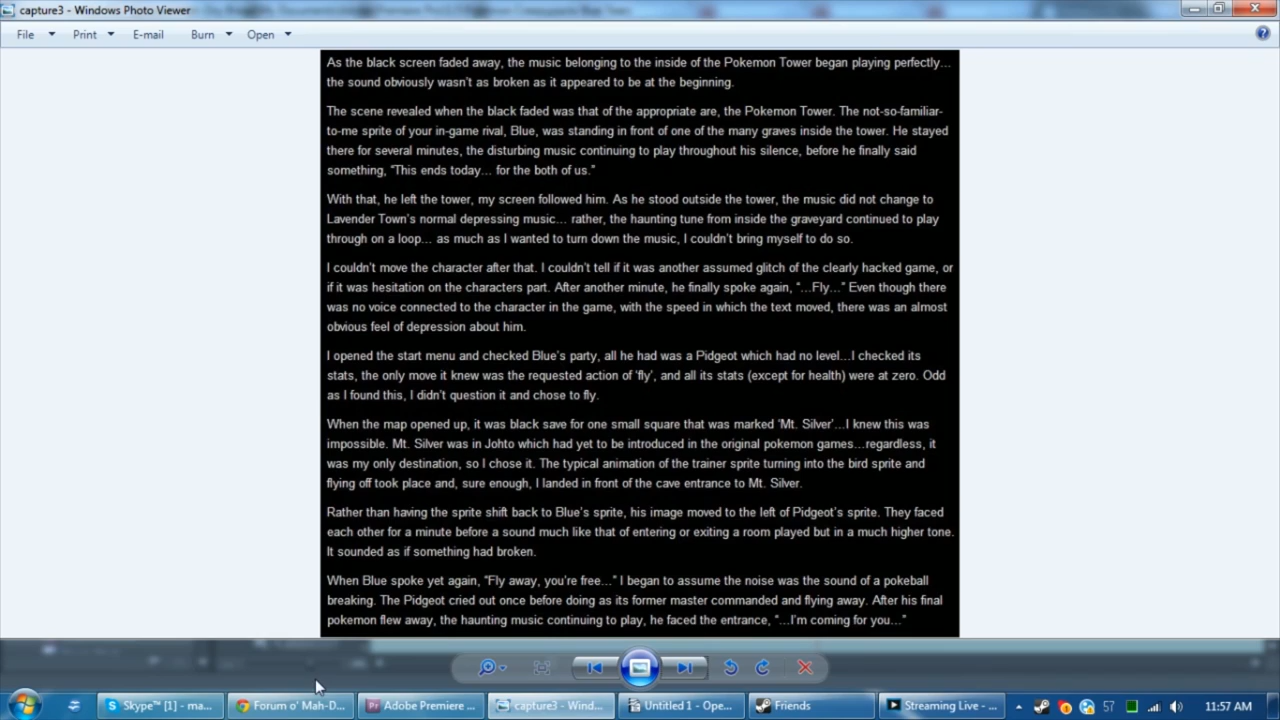 capture3 - Windows Photo Viewer
File Print E-mail Burn Open
As the black screen faded away, the music belonging to the inside of the Pokemon Tower began playing perfectly...
the sound obviously wasn't as broken as it appeared to be at the beginning.
The scene revealed when the black faded was that of the appropriate are, the Pokemon Tower. The not-so-familiar-
to-me sprite of your in-game rival, Blue, was standing in front of one of the many graves inside the tower. He stayed
there for several minutes, the disturbing music continuing to play throughout his silence, before he finally said
something, “This ends today... for the both of us.”
With that, he left the tower, my screen followed him. As he stood outside the tower, the music did not change to
Lavender Town's normal depressing music... rather, the haunting tune from inside the graveyard continued to play
through on a loop... as much as I wanted to turn down the music, I couldn't bring myself to do so.
I couldn't move the character after that. I couldn't tell if it was another assumed glitch of the clearly hacked game, or
if it was hesitation on the characters part. After another minute, he finally spoke again, “...Fly...” Even though there
was no voice connected to the character in the game, with the speed in which the text moved, there was an almost
obvious feel of depression about him.
I opened the start menu and checked Blue's party, all he had was a Pidgeot which had no level...I checked its
stats, the only move it knew was the requested action of ‘fly’, and all its stats (except for health) were at zero. Odd
as I found this, I didn't question it and chose to fly.
When the map opened up, it was black save for one small square that was marked ‘Mt. Silver’...I knew this was
impossible. Mt. Silver was in Johto which had yet to be introduced in the original pokemon games...regardless, it
was my only destination, so I chose it. The typical animation of the trainer sprite turning into the bird sprite and
flying off took place and, sure enough, I landed in front of the cave entrance to Mt. Silver.
Rather than having the sprite shift back to Blue's sprite, his image moved to the left of Pidgeot's sprite. They faced
each other for a minute before a sound much like that of entering or exiting a room played but in a much higher tone.
It sounded as if something had broken.
When Blue spoke yet again, “Fly away, you're free...” I began to assume the noise was the sound of a pokeball
breaking. The Pidgeot cried out once before doing as its former master commanded and flying away. After his final
pokemon flew away, the haunting music continuing to play, he faced the entrance, “...I'm coming for you...”
Skype™ [1] - ma... Forum o' Mah-D... Adobe Premiere ... capture3 - Wind... Untitled 1 - Ope... Friends Streaming Live - ... 57 11:57 AM